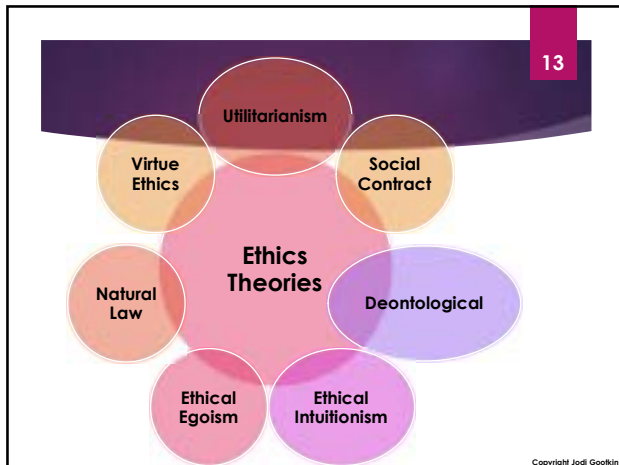 13
Utilitarianism
Social
Contract
Deontological
Ethical
Intuitionism
Ethical
Egoism
Natural
Law
Virtue
Ethics
Ethics
Theories
Copyright Jodi Gootkin